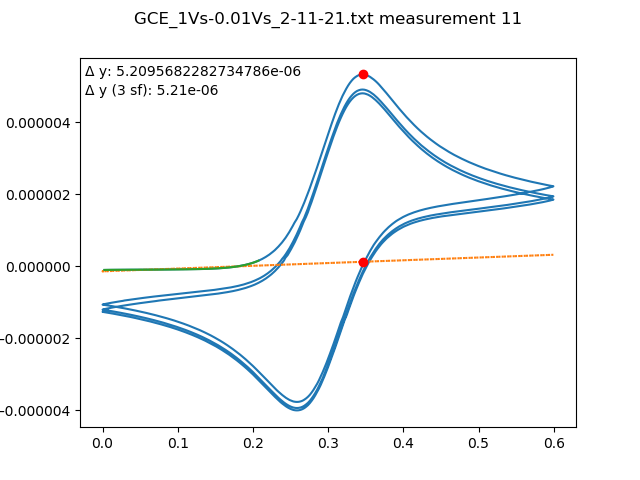 GCE_1Vs-0.01Vs_2-11-21.txt measurement 11
Δ y: 5.2095682282734786e-06
Δ y (3 sf): 5.21e-06
0.000004
0.000002
0.000000
−0.000002
−0.000004
0.0 0.1 0.2 0.3 0.4 0.5 0.6